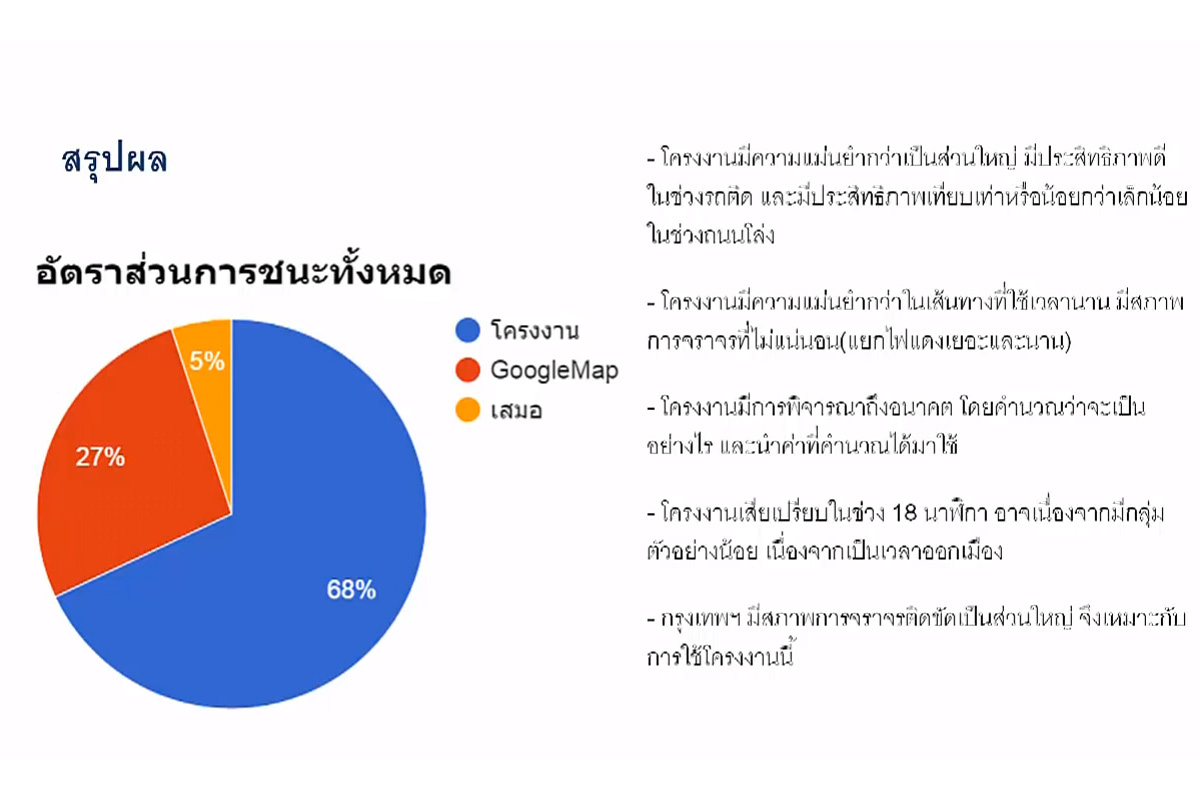 สรุปผล
อัตราส่วนการชนะทั้งหมด
โครงงาน
GoogleMap
เสมอ
5%
27%
68%
- โครงงานมีความแม่นยำกว่าเป็นส่วนใหญ่ มีประสิทธิภาพดี
ในช่วงรถติด และมีประสิทธิภาพเทียบเท่าหรือน้อยกว่าเล็กน้อย
ในช่วงถนนโล่ง
- โครงงานมีความแม่นยำกว่าในเส้นทางที่ใช้เวลานาน มีสภาพ
การจราจรที่ไม่แน่นอน(แยกไฟแดงเยอะและนาน)
- โครงงานมีการพิจารณาถึงอนาคต โดยคำนวณว่าจะเป็น
อย่างไร และนำค่าที่คำนวณได้มาใช้
- โครงงานเสียเปรียบในช่วง 18 นาฬิกา อาจเนื่องจากมีกลุ่ม
ตัวอย่างน้อย เนื่องจากเป็นเวลาออกเมือง
- กรุงเทพฯ มีสภาพการจราจรติดขัดเป็นส่วนใหญ่ จึงเหมาะกับ
การใช้โครงงานนี้